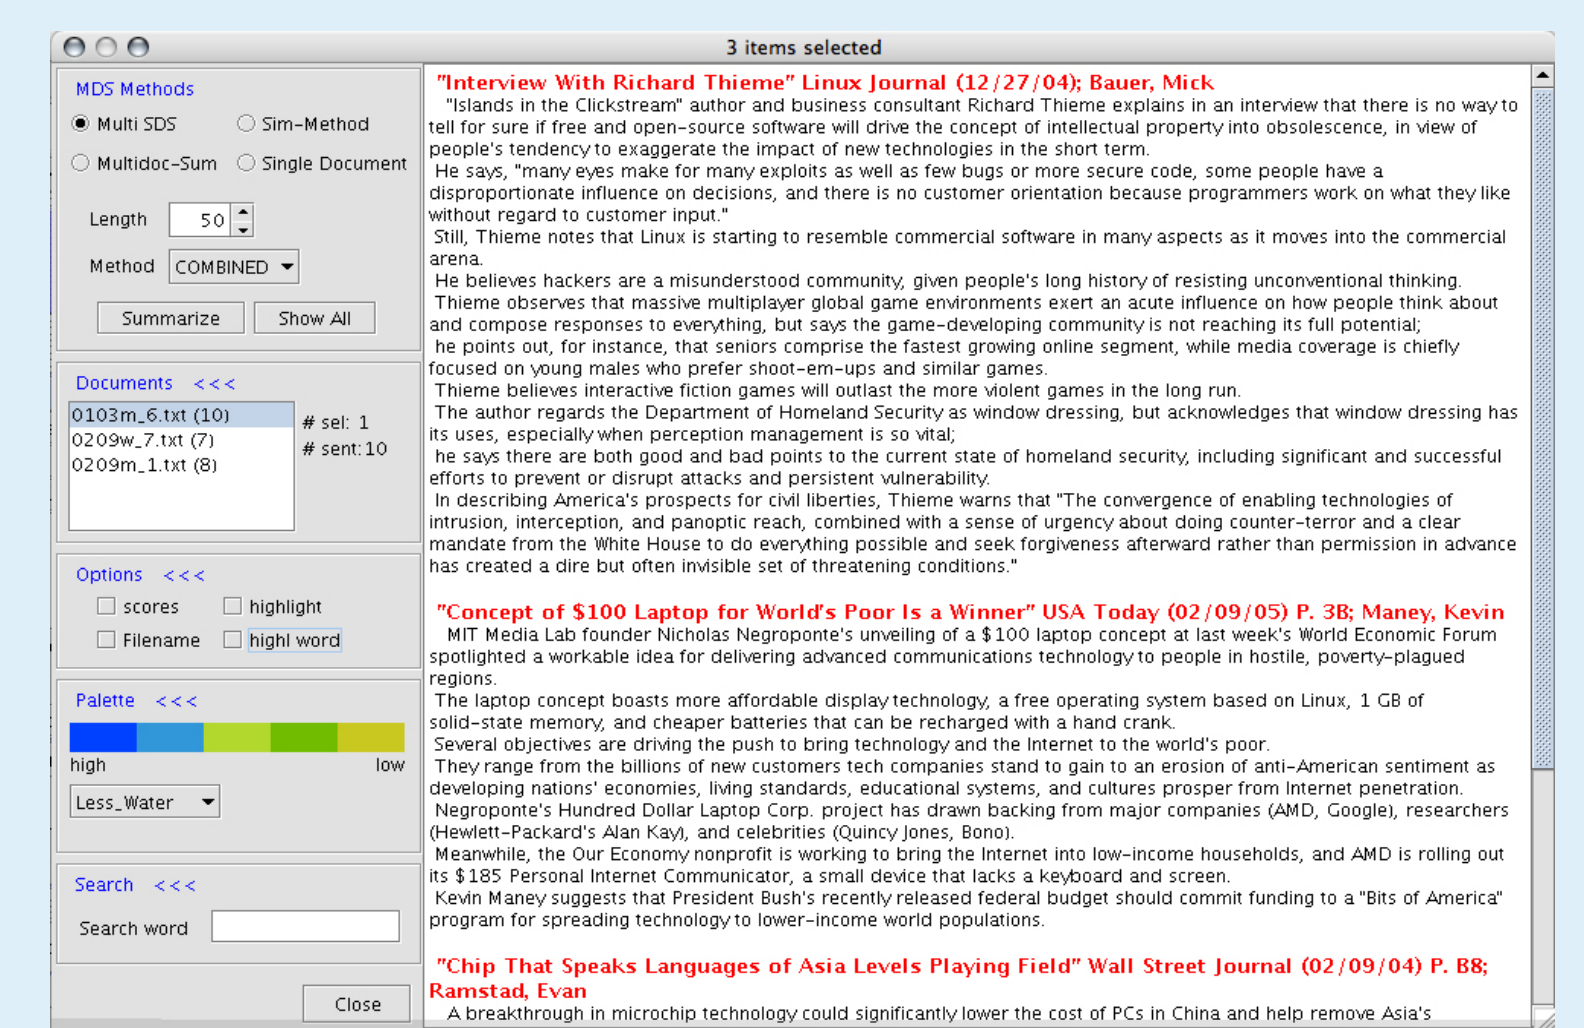 3 items selected
MDS Methods
Multi SDS
Sim-Method
Multidoc-Sum
Single Document
Length 50
Method COMBINED
Summarize
Show All
Documents <<<
0103m_6.txt (10)
0209w_7.txt (7)
0209m_1.txt (8)
# sel: 1
# sent:10
Options <<<
scores
highlight
Filename
highl word
Palette <<<
high
low
Less_Water
Search <<<
Search word
Close
"Interview With Richard Thieme" Linux Journal (12/27/04); Bauer, Mick
"Islands in the Clickstream" author and business consultant Richard Thieme explains in an interview that there is no way to
tell for sure if free and open-source software will drive the concept of intellectual property into obsolescence, in view of
people's tendency to exaggerate the impact of new technologies in the short term.
He says, "many eyes make for many exploits as well as few bugs or more secure code, some people have a
disproportionate influence on decisions, and there is no customer orientation because programmers work on what they like
without regard to customer input."
Still, Thieme notes that Linux is starting to resemble commercial software in many aspects as it moves into the commercial
arena.
He believes hackers are a misunderstood community, given people's long history of resisting unconventional thinking.
Thieme observes that massive multiplayer global game environments exert an acute influence on how people think about
and compose responses to everything, but says the game-developing community is not reaching its full potential;
he points out, for instance, that seniors comprise the fastest growing online segment, while media coverage is chiefly
focused on young males who prefer shoot-em-ups and similar games.
Thieme believes interactive fiction games will outlast the more violent games in the long run.
The author regards the Department of Homeland Security as window dressing, but acknowledges that window dressing has
its uses, especially when perception management is so vital;
he says there are both good and bad points to the current state of homeland security, including significant and successful
efforts to prevent or disrupt attacks and persistent vulnerability.
In describing America's prospects for civil liberties, Thieme warns that "The convergence of enabling technologies of
intrusion, interception, and panoptic reach, combined with a sense of urgency about doing counter-terror and a clear
mandate from the White House to do everything possible and seek forgiveness afterward rather than permission in advance
has created a dire but often invisible set of threatening conditions."
"Concept of $100 Laptop for World's Poor Is a Winner" USA Today (02/09/05) P. 3B; Maney, Kevin
MIT Media Lab founder Nicholas Negroponte's unveiling of a $100 laptop concept at last week's World Economic Forum
spotlighted a workable idea for delivering advanced communications technology to people in hostile, poverty-plagued
regions.
The laptop concept boasts more affordable display technology, a free operating system based on Linux, 1 GB of
solid-state memory, and cheaper batteries that can be recharged with a hand crank.
Several objectives are driving the push to bring technology and the Internet to the world's poor.
They range from the billions of new customers tech companies stand to gain to an erosion of anti-American sentiment as
developing nations' economies, living standards, educational systems, and cultures prosper from Internet penetration.
Negroponte's Hundred Dollar Laptop Corp. project has drawn backing from major companies (AMD, Google), researchers
(Hewlett-Packard's Alan Kay), and celebrities (Quincy Jones, Bono).
Meanwhile, the Our Economy nonprofit is working to bring the Internet into low-income households, and AMD is rolling out
its $185 Personal Internet Communicator, a small device that lacks a keyboard and screen.
Kevin Maney suggests that President Bush's recently released federal budget should commit funding to a "Bits of America"
program for spreading technology to lower-income world populations.
"Chip That Speaks Languages of Asia Levels Playing Field" Wall Street Journal (02/09/04) P. B8;
Ramstad, Evan
A breakthrough in microchip technology could significantly lower the cost of PCs in China and help remove Asia's